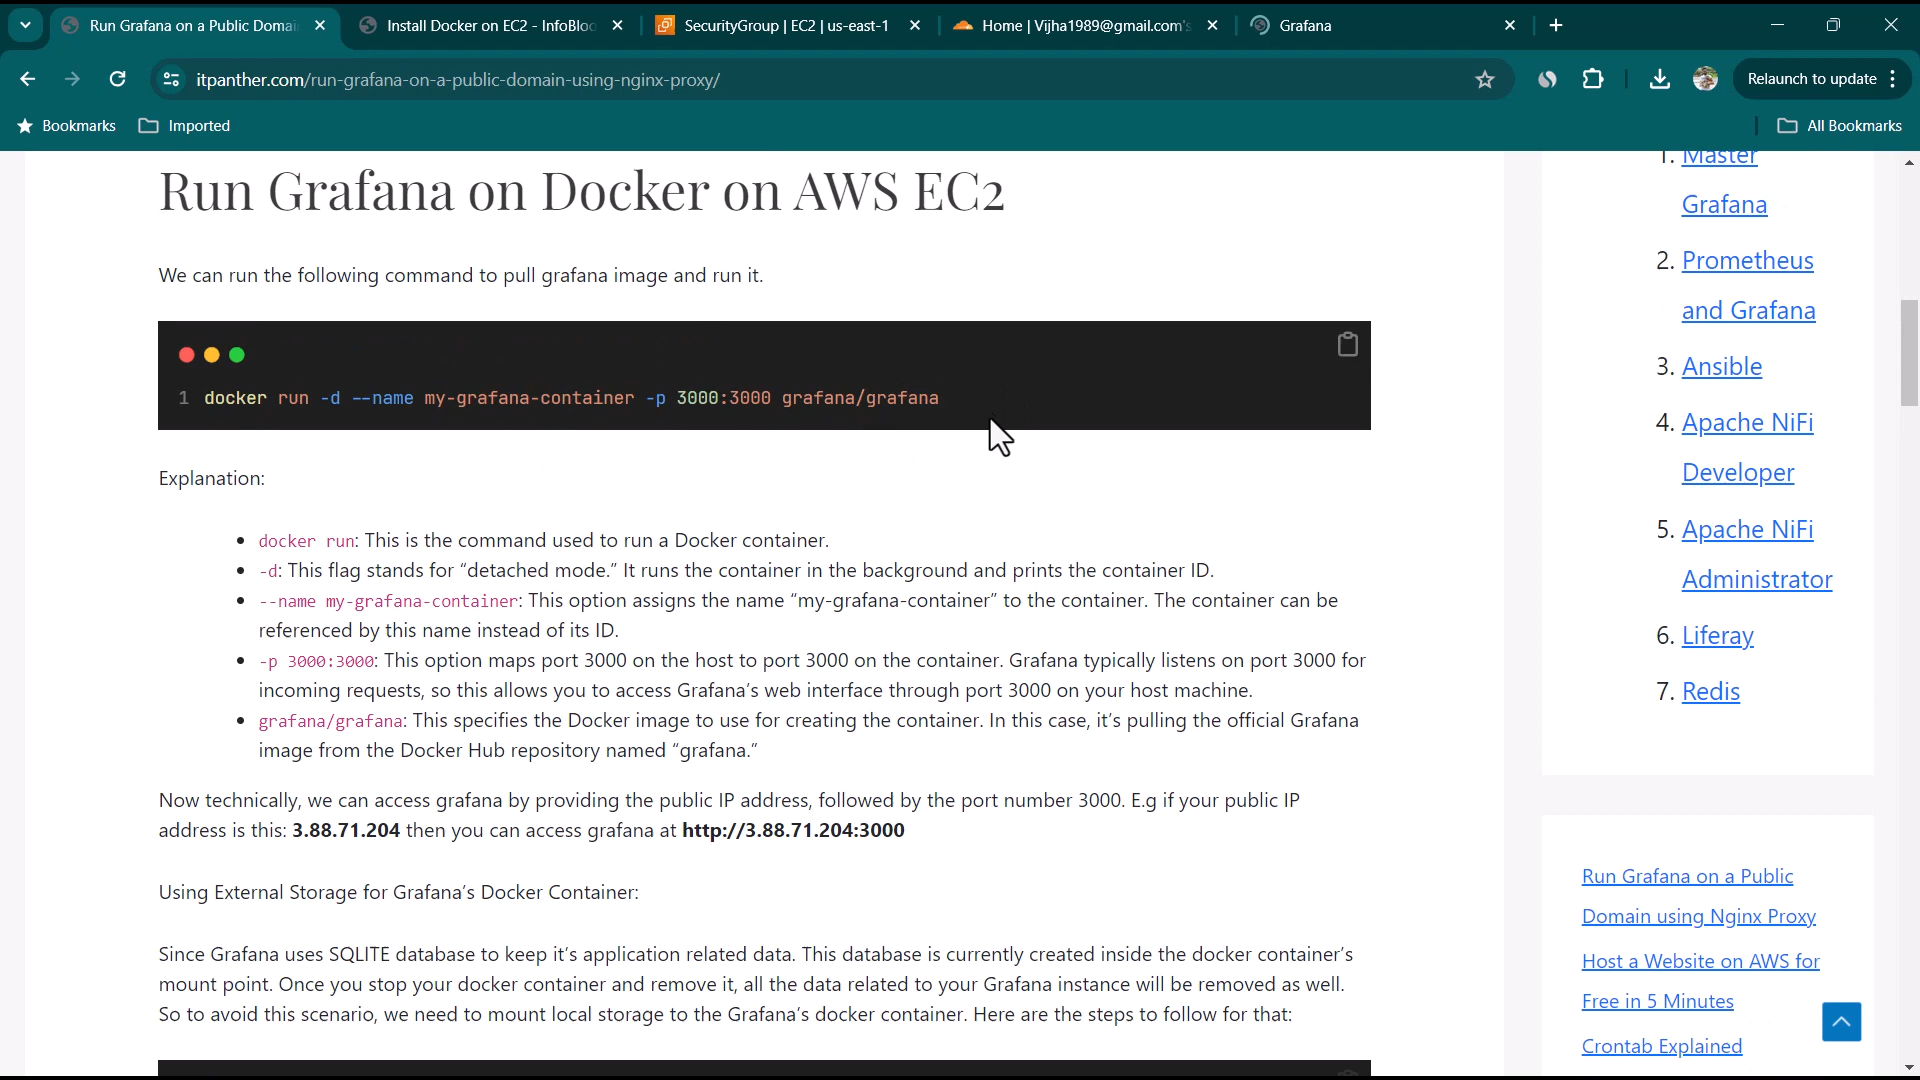 Run Grafana on a Public Domai
Install Docker on EC2 - InfoBloc
SecurityGroup | EC2 | us-east-1
Home | Vijha1989@gmail.com's
Grafana
itpanther.com/run-grafana-on-a-public-domain-using-nginx-proxy/
Relaunch to update
Bookmarks
Imported
All Bookmarks
Run Grafana on Docker on AWS EC2
We can run the following command to pull grafana image and run it.
1 docker run -d --name my-grafana-container -p 3000:3000 grafana/grafana
Explanation:
• docker run: This is the command used to run a Docker container.
• -d: This flag stands for “detached mode.” It runs the container in the background and prints the container ID.
• --name my-grafana-container: This option assigns the name “my-grafana-container” to the container. The container can be
referenced by this name instead of its ID.
• -p 3000:3000: This option maps port 3000 on the host to port 3000 on the container. Grafana typically listens on port 3000 for
incoming requests, so this allows you to access Grafana’s web interface through port 3000 on your host machine.
• grafana/grafana: This specifies the Docker image to use for creating the container. In this case, it’s pulling the official Grafana
image from the Docker Hub repository named “grafana.”
Now technically, we can access grafana by providing the public IP address, followed by the port number 3000. E.g if your public IP
address is this: 3.88.71.204 then you can access grafana at http://3.88.71.204:3000
Using External Storage for Grafana’s Docker Container:
Since Grafana uses SQLITE database to keep it’s application related data. This database is currently created inside the docker container’s
mount point. Once you stop your docker container and remove it, all the data related to your Grafana instance will be removed as well.
So to avoid this scenario, we need to mount local storage to the Grafana’s docker container. Here are the steps to follow for that:
1. Master
Grafana
2. Prometheus
and Grafana
3. Ansible
4. Apache NiFi
Developer
5. Apache NiFi
Administrator
6. Liferay
7. Redis
Run Grafana on a Public
Domain using Nginx Proxy
Host a Website on AWS for
Free in 5 Minutes
Crontab Explained